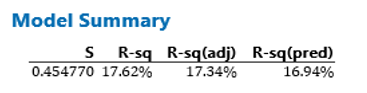 Model Summary
S R-sq R-sq(adj) R-sq(pred)
0.454770 17.62% 17.34% 16.94%